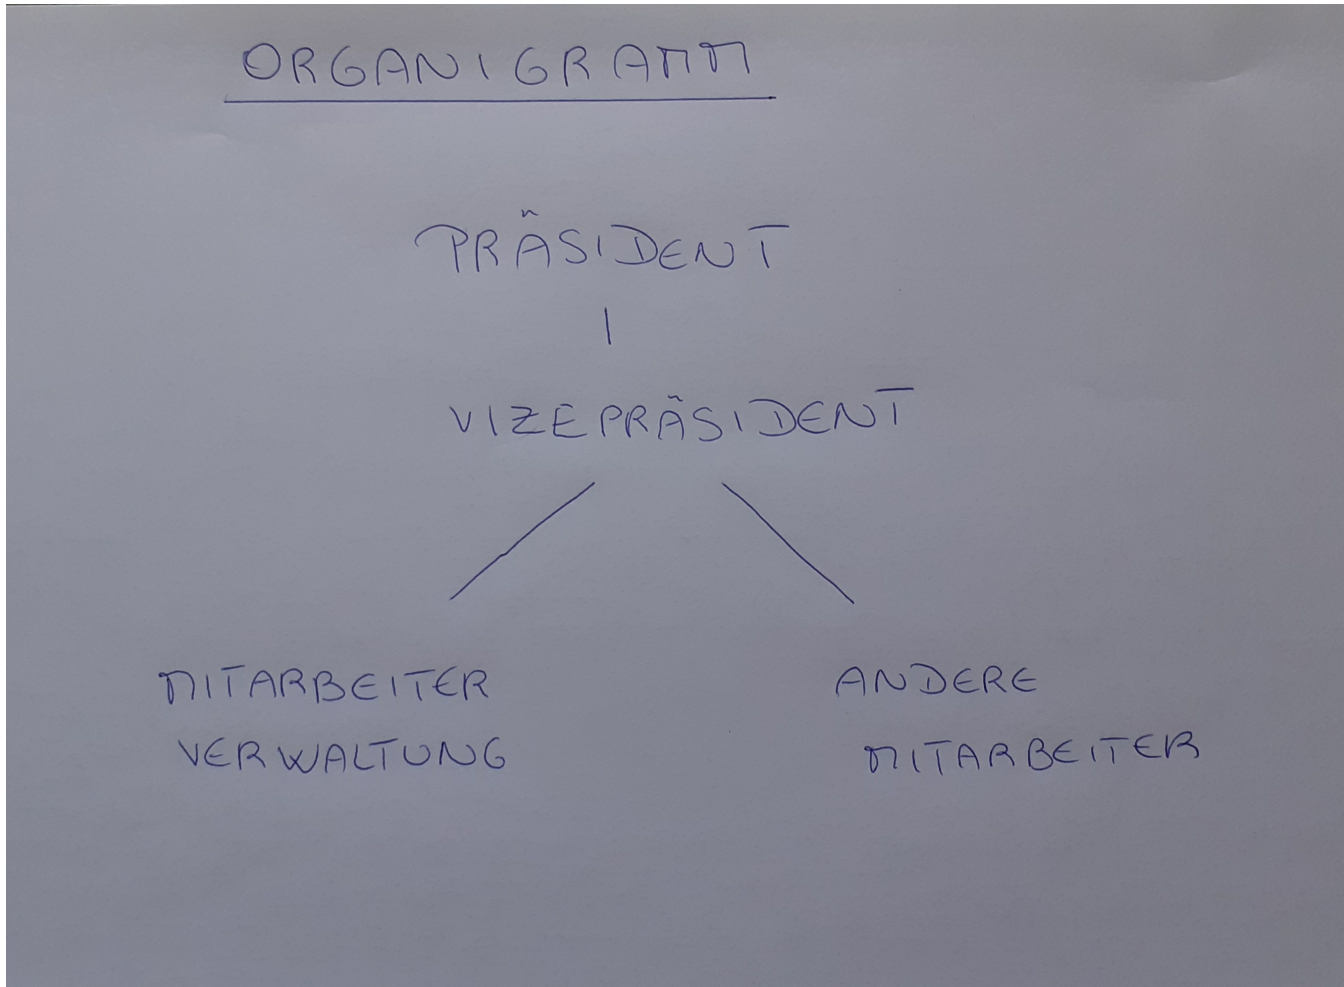 ORGANIGRAMM
PRÄSIDENT
VIZEPRÄSIDENT
MITARBEITER
VERWALTUNG
ANDERE
MITARBEITER